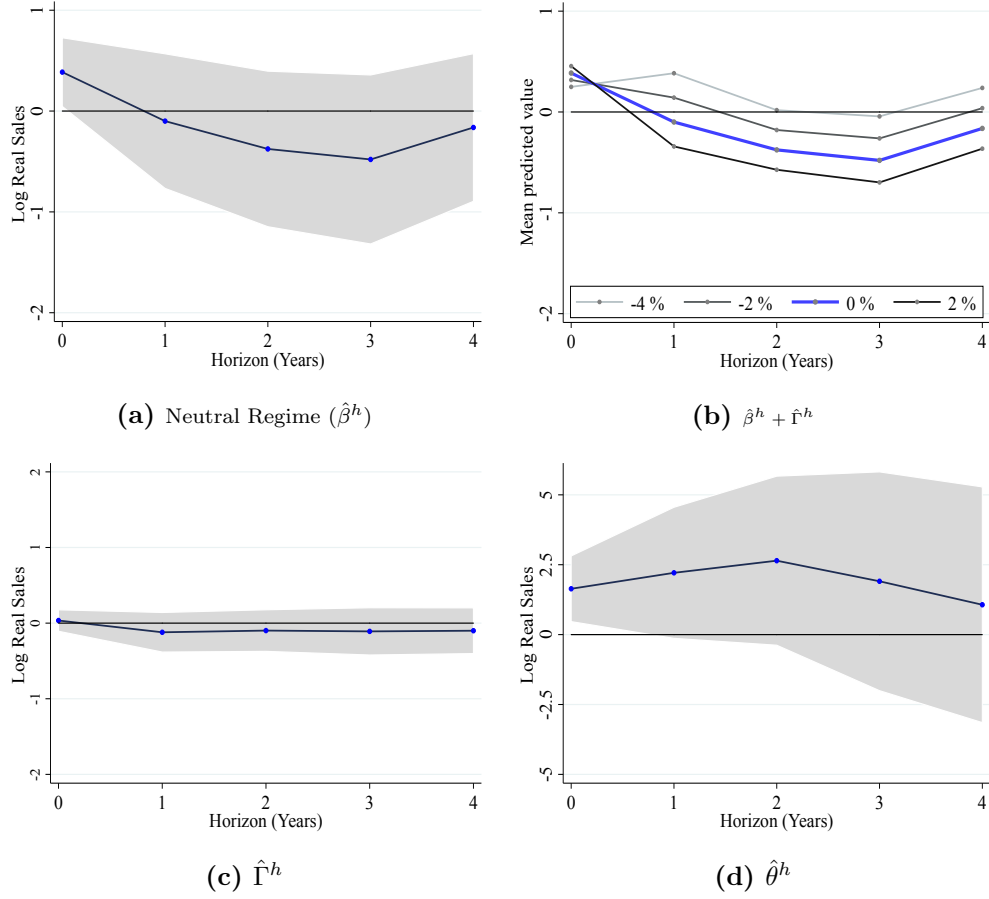 1
0
-1
-2
Log Real Sales
0 1 2 3 4
Horizon (Years)
(a) Neutral Regime (β̂ʰ)
1
0
-1
-2
Mean predicted value
-4 % -2 % 0 % 2 %
0 1 2 3 4
Horizon (Years)
(b) β̂ʰ + Γ̂ʰ
2
1
0
-1
-2
Log Real Sales
0 1 2 3 4
Horizon (Years)
(c) Γ̂ʰ
5
2.5
0
-2.5
-5
Log Real Sales
0 1 2 3 4
Horizon (Years)
(d) θ̂ʰ